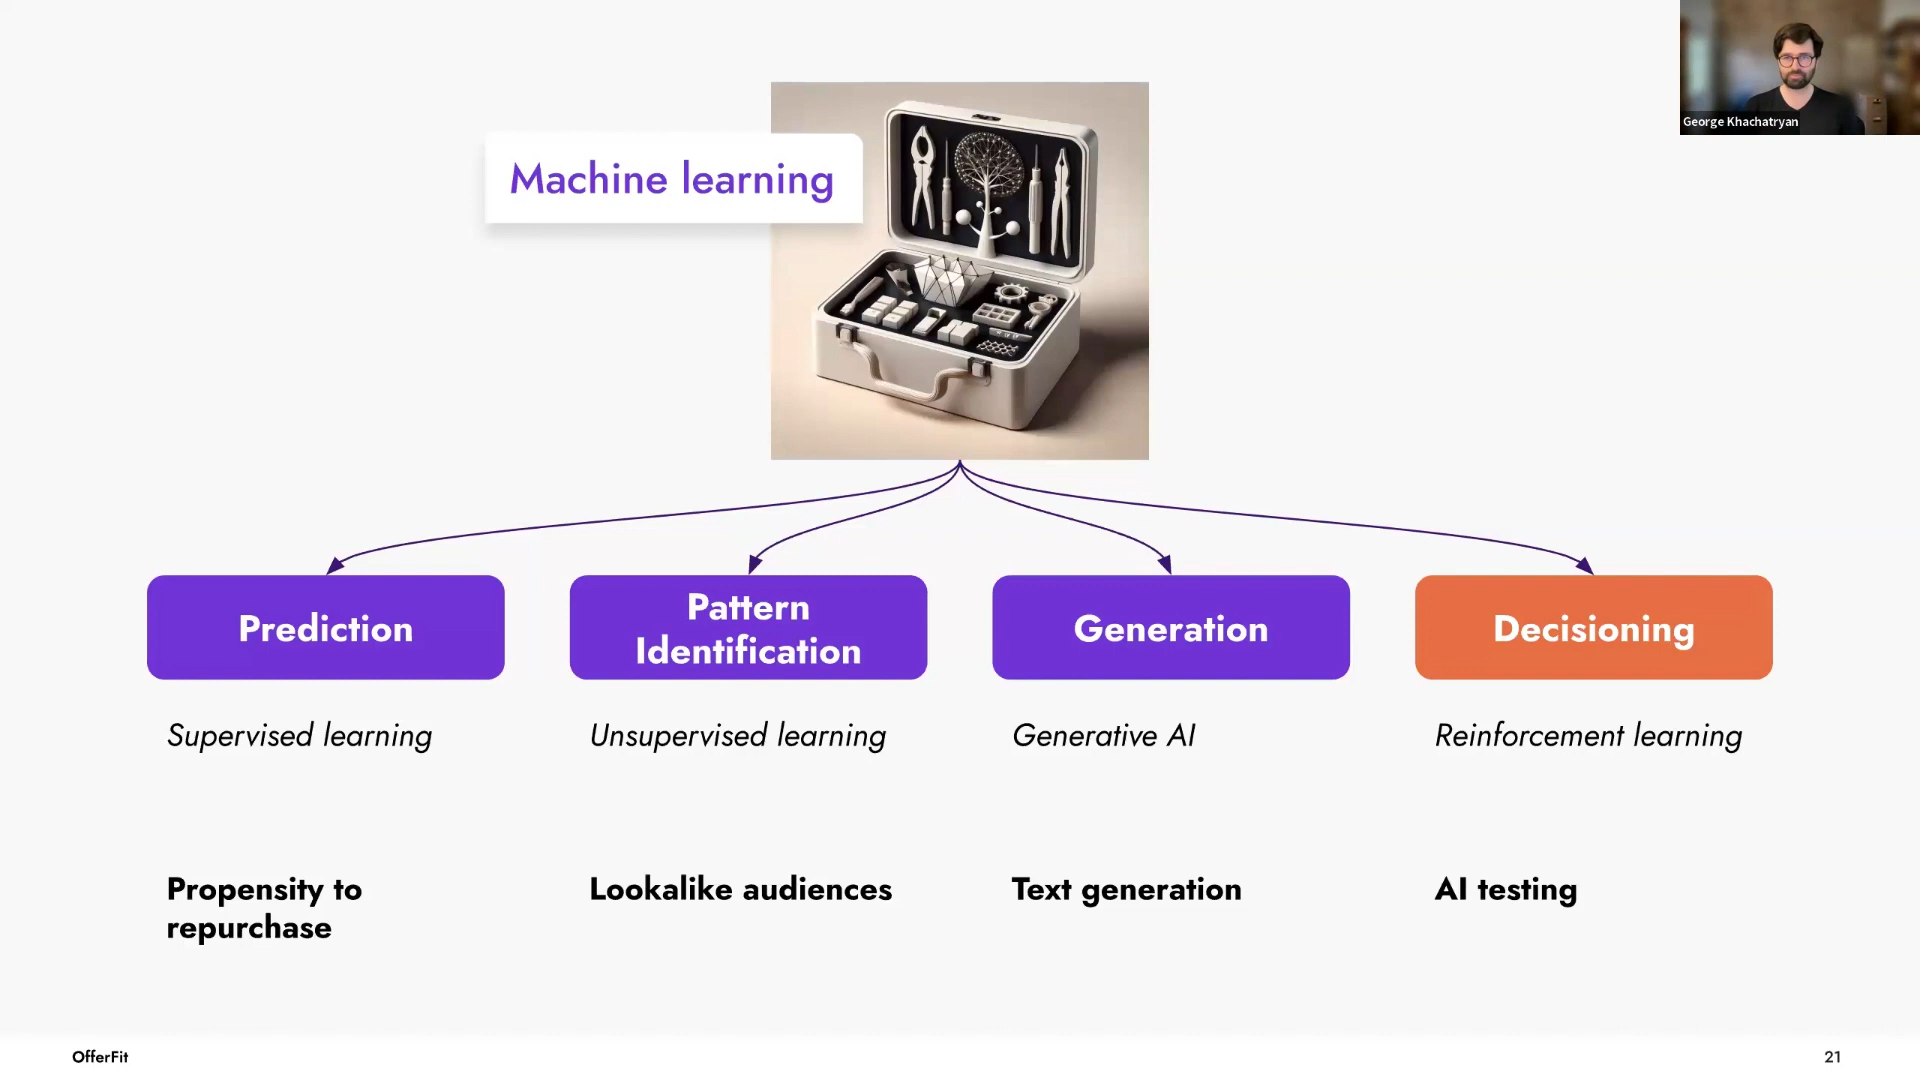 George Khachatryan
Machine learning
Prediction
Pattern
Identification
Generation
Decisioning
Supervised learning
Unsupervised learning
Generative AI
Reinforcement learning
Propensity to
repurchase
Lookalike audiences
Text generation
AI testing
OfferFit
21